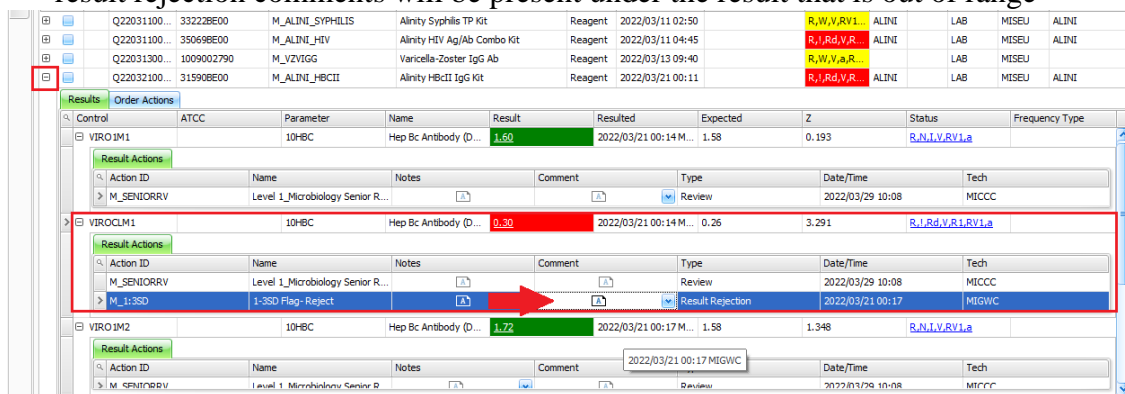 result rejection comments will be present under the result that is out of range
Q22031100... 33222BE00 M_ALINI_SYPHILIS Alinity Syphilis TP Kit Reagent 2022/03/11 02:50 R,W,V,RV1... ALINI LAB MISEU ALINI
Q22031100... 35069BE00 M_ALINI_HIV Alinity HIV Ag/Ab Combo Kit Reagent 2022/03/11 04:45 R,!,Rd,V,R... ALINI LAB MISEU ALINI
Q22031300... 1009002790 M_VZVIGG Varicella-Zoster IgG Ab Reagent 2022/03/13 09:40 R,W,V,a,R... LAB MISEU
Q22032100... 31590BE00 M_ALINI_HBCII Alinity HBcII IgG Kit Reagent 2022/03/21 00:11 R,!,Rd,V,R... ALINI LAB MISEU ALINI
Results Order Actions
Control ATCC Parameter Name Result Resulted Expected Z Status Frequency Type
VIRO1M1 10HBC Hep Bc Antibody (D... 1.60 2022/03/21 00:14 M... 1.58 0.193 R,N,I,V,RV1,a
Result Actions
Action ID Name Notes Comment Type Date/Time Tech
M_SENIORRV Level 1_Microbiology Senior R... A A Review 2022/03/29 10:08 MICCC
VIROCLM1 10HBC Hep Bc Antibody (D... 0.30 2022/03/21 00:14 M... 0.26 3.291 R,!,Rd,V,R1,RV1,a
Result Actions
Action ID Name Notes Comment Type Date/Time Tech
M_SENIORRV Level 1_Microbiology Senior R... A A Review 2022/03/29 10:08 MICCC
M_1:3SD 1-3SD Flag- Reject A A Result Rejection 2022/03/21 00:17 MIGWC
VIRO1M2 10HBC Hep Bc Antibody (D... 1.72 2022/03/21 00:17 M... 1.58 1.348 R,N,I,V,RV1,a
Result Actions
2022/03/21 00:17 MIGWC
Action ID Name Notes Comment Date/Time Tech
M_SENIORRV Level 1_Microbiology Senior R... A A Review 2022/03/29 10:08 MICCC